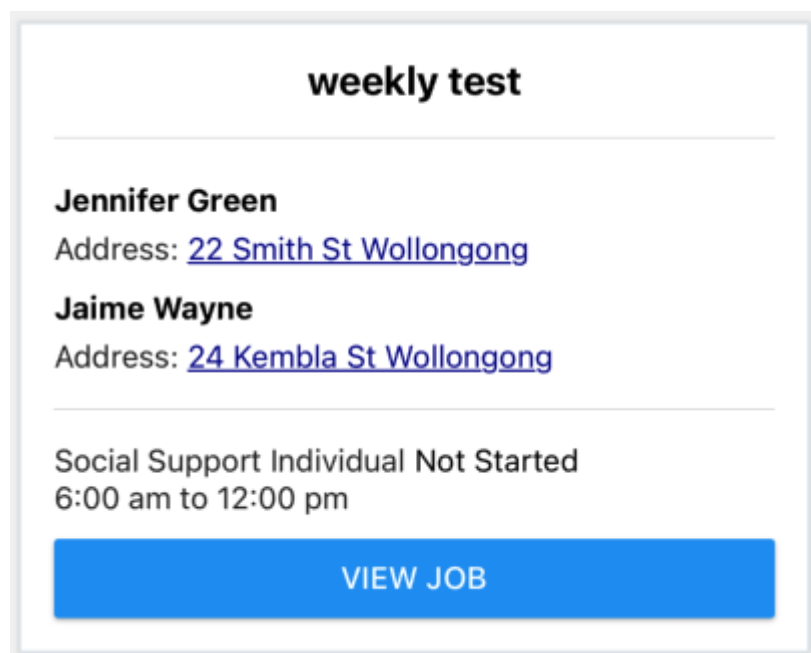 weekly test
Jennifer Green
Address: 22 Smith St Wollongong
Jaime Wayne
Address: 24 Kembla St Wollongong
Social Support Individual Not Started
6:00 am to 12:00 pm
VIEW JOB